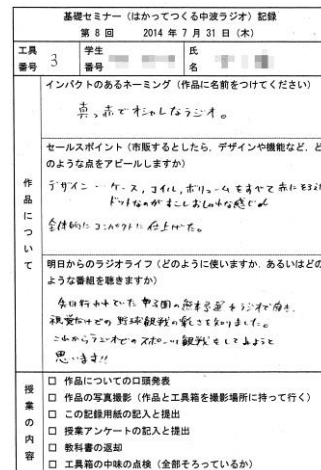 基礎セミナー（はかってつくる中波ラジオ）記録
第 8 回　2014 年 7 月 31 日（木）
工具番号　3　学生番号　氏名
インパクトのあるネーミング（作品に名前をつけてください）
真っ赤でオシャレなラジオ。
セールスポイント（市販するとしたら、デザインや機能など、ど
のような点をアピールしますか）
デザイン… ケース、コイル、ボリュームをすべて赤にそろえ
ドットなのがすこしおしゃれな感じ
全体的にコンパクトに仕上げた。
作品について
明日からのラジオライフ（どのように使いますか、あるいはどの
ような番組を聴きますか）
先日行われていた甲子園の熊本予選をラジオで聴き、
視覚だけでの野球観戦の難しさを知りました。
これからラジオでのスポーツ観戦をしてみようと
思います!!
授業の内容
□ 作品についての口頭発表
□ 作品の写真撮影（作品と工具箱を撮影場所に持って行く）
□ この記録用紙の記入と提出
□ 授業アンケートの記入と提出
□ 教科書の返却
□ 工具箱の中味の点検（全部そろっているか）